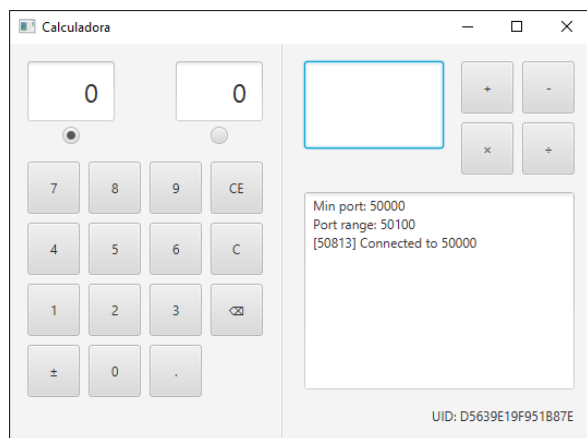 Calculadora
0 0
+ -
× ÷
7 8 9 CE
4 5 6 C
1 2 3 ⌫
± 0 .
Min port: 50000
Port range: 50100
[50813] Connected to 50000
UID: D5639E19F951B87E